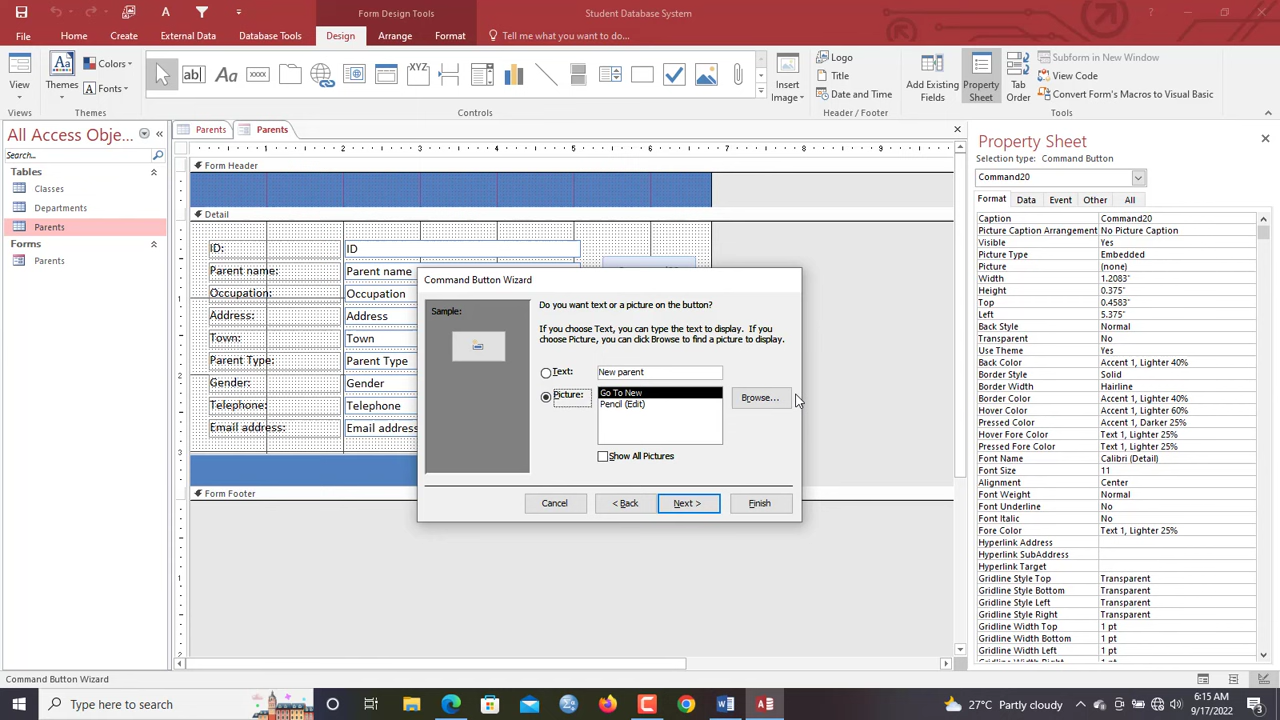 Form Design Tools
Student Database System
File
Home
Create
External Data
Database Tools
Design
Arrange
Format
Tell me what you want to do...
View
Views
Themes
Colors
Fonts
Themes
Aa
ab|
Aa
xxxx
XYZ
Controls
Insert
Image
Logo
Title
Date and Time
Header / Footer
Add Existing
Fields
Property
Sheet
Tab
Order
Subform in New Window
View Code
Convert Form's Macros to Visual Basic
Tools
All Access Obje...
Search...
Tables
Classes
Departments
Parents
Forms
Parents
Parents
Parents
1 2 3 4 5 6 7 8 9 10
Form Header
Detail
ID: ID
Parent name: Parent name
Occupation: Occupation
Address: Address
Town: Town
Parent Type: Parent Type
Gender: Gender
Telephone: Telephone
Email address: Email address
Form Footer
Command Button Wizard
Sample:
Do you want text or a picture on the button?
If you choose Text, you can type the text to display. If you
choose Picture, you can click Browse to find a picture to display.
Text: New parent
Picture: Go To New
Pencil (Edit)
Browse...
Show All Pictures
Cancel
< Back
Next >
Finish
Property Sheet
Selection type: Command Button
Command20
Format Data Event Other All
Caption Command20
Picture Caption Arrangement No Picture Caption
Visible Yes
Picture Type Embedded
Picture (none)
Width 1.2083"
Height 0.375"
Top 0.4583"
Left 5.375"
Back Style Normal
Transparent No
Use Theme Yes
Back Color Accent 1, Lighter 40%
Border Style Solid
Border Width Hairline
Border Color Accent 1, Lighter 40%
Hover Color Accent 1, Lighter 60%
Pressed Color Accent 1, Darker 25%
Hover Fore Color Text 1, Lighter 25%
Pressed Fore Color Text 1, Lighter 25%
Font Name Calibri (Detail)
Font Size 11
Alignment Center
Font Weight Normal
Font Underline No
Font Italic No
Fore Color Text 1, Lighter 25%
Hyperlink Address
Hyperlink SubAddress
Hyperlink Target
Gridline Style Top Transparent
Gridline Style Bottom Transparent
Gridline Style Left Transparent
Gridline Style Right Transparent
Gridline Width Top 1 pt
Gridline Width Bottom 1 pt
Gridline Width Left 1 pt
Command Button Wizard
Type here to search
27°C Partly cloudy
6:15 AM
9/17/2022